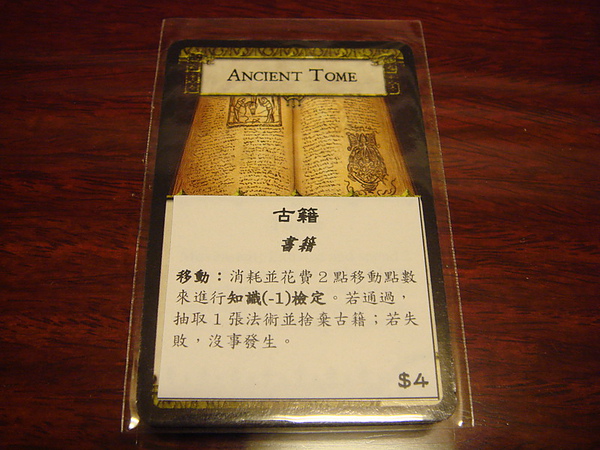 ANCIENT TOME
古籍
書籍
移動：消耗並花費2點移動點數
來進行知識(-1)檢定。若通過，
抽取1張法術並捨棄古籍；若失
敗，沒事發生。
$4